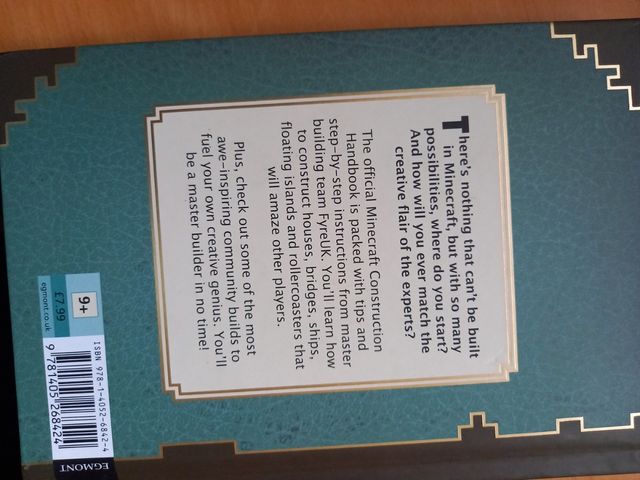 There's nothing that can't be built
in Minecraft, but with so many
possibilities, where do you start?
And how will you ever match the
creative flair of the experts?
The official Minecraft Construction
Handbook is packed with tips and
step-by-step instructions from master
building team FyreUK. You'll learn how
to construct houses, bridges, ships,
floating islands and rollercoasters that
will amaze other players.
Plus, check out some of the most
awe-inspiring community builds to
fuel your own creative genius. You'll
be a master builder in no time!
9+
£7.99
egmont.co.uk
ISBN 978-1-4052-6842-4
9 781405 268424
EGMONT